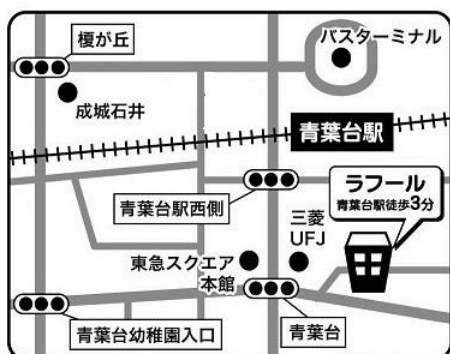 榎が丘
バスターミナル
成城石井
青葉台駅
青葉台駅西側
ラフール
青葉台駅徒歩3分
三菱
UFJ
東急スクエア
本館
青葉台幼稚園入口
青葉台